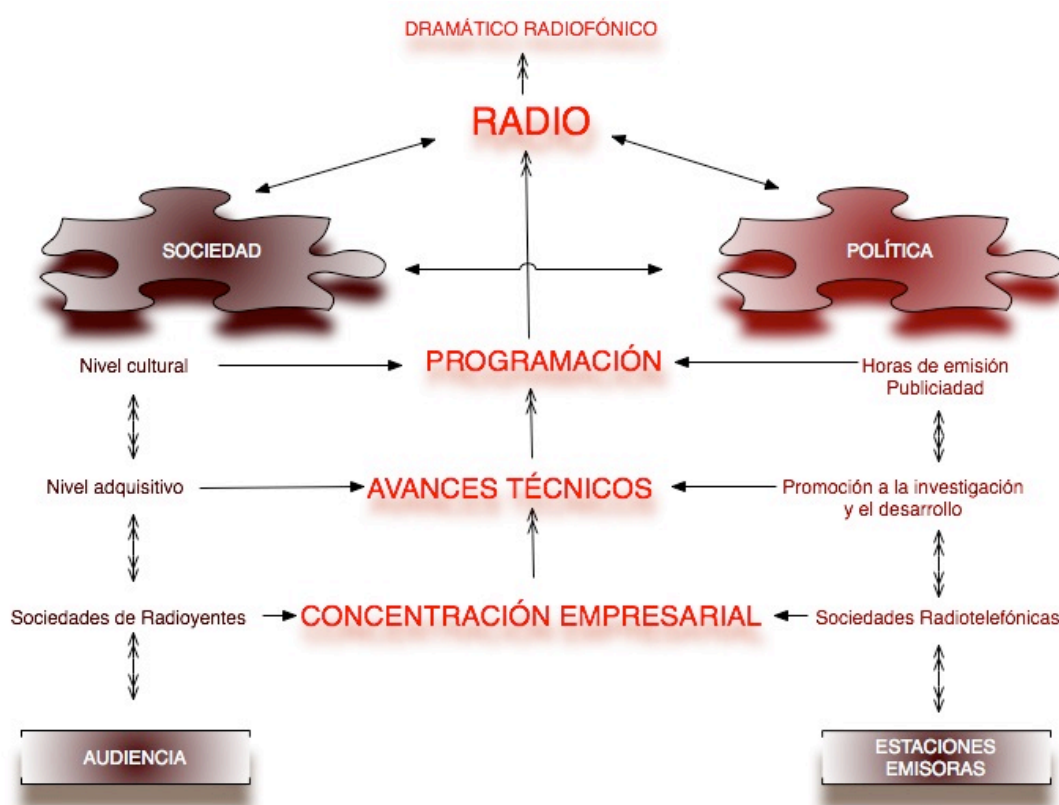 DRAMÁTICO RADIOFÓNICO
RADIO
SOCIEDAD
POLÍTICA
Nivel cultural
PROGRAMACIÓN
Horas de emisión
Publiciadad
Nivel adquisitivo
AVANCES TÉCNICOS
Promoción a la investigación
y el desarrollo
Sociedades de Radioyentes
CONCENTRACIÓN EMPRESARIAL
Sociedades Radiotelefónicas
AUDIENCIA
ESTACIONES
EMISORAS